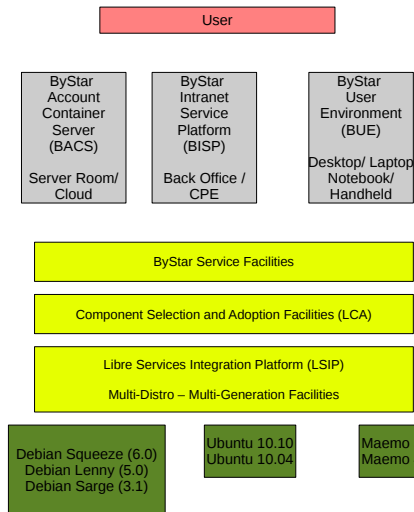 User
ByStar
Account
Container
Server
(BACS)
Server Room/
Cloud
ByStar
Intranet
Service
Platform
(BISP)
Back Office /
CPE
ByStar
User
Environment
(BUE)
Desktop/ Laptop
Notebook/
Handheld
ByStar Service Facilities
Component Selection and Adoption Facilities (LCA)
Libre Services Integration Platform (LSIP)
Multi-Distro – Multi-Generation Facilities
Debian Squeeze (6.0)
Debian Lenny (5.0)
Debian Sarge (3.1)
Ubuntu 10.10
Ubuntu 10.04
Maemo
Maemo